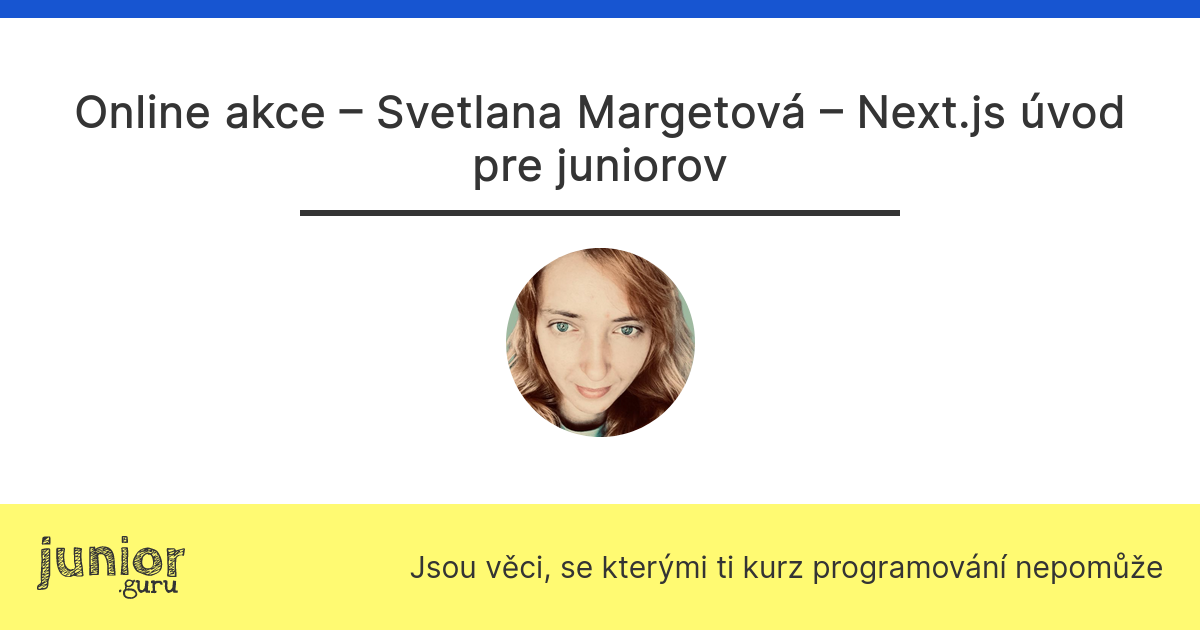 Online akce – Svetlana Margetová – Next.js úvod
pre juniorov
junior
.guru
Jsou věci, se kterými ti kurz programování nepomůže